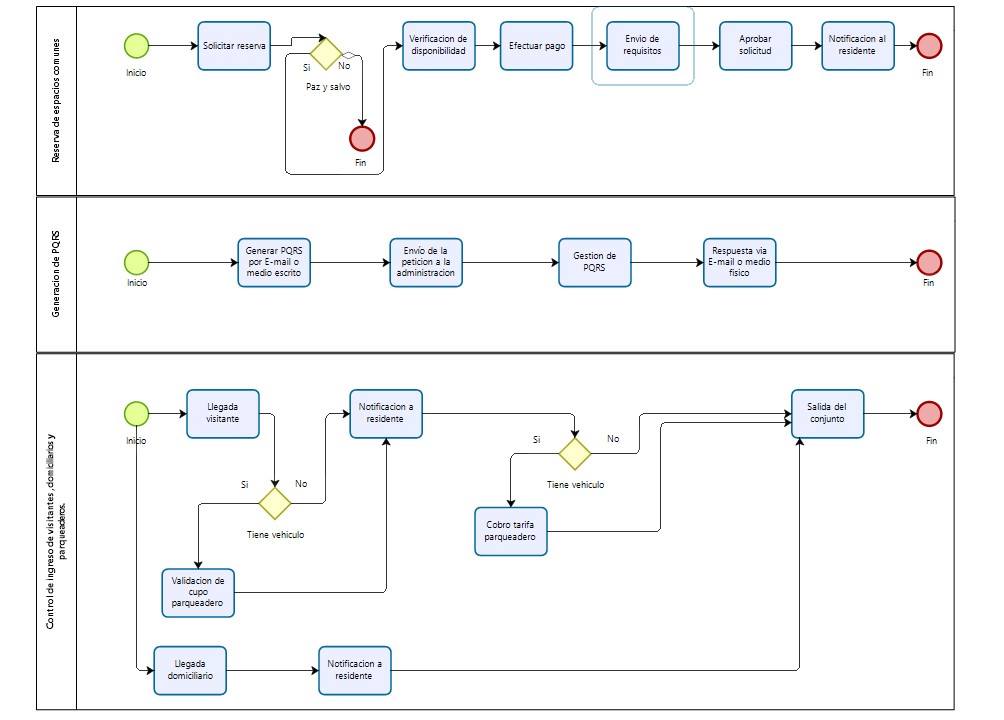 Reserva de espacios comunes
Inicio
Solicitar reserva
Si
No
Paz y salvo
Fin
Verificacion de
disponibilidad
Efectuar pago
Envio de
requisitos
Aprobar
solicitud
Notificacion al
residente
Fin
Generacion de PQRS
Inicio
Generar PQRS
por E-mail o
medio escrito
Envío de la
peticion a la
administracion
Gestion de
PQRS
Respuesta via
E-mail o medio
físico
Fin
Control de ingreso de visitantes, domiciliarios y
parqueaderos.
Inicio
Llegada
visitante
Si
No
Tiene vehiculo
Validacion de
cupo
parqueadero
Notificacion a
residente
Si
No
Tiene vehiculo
Cobro tarifa
parqueadero
Salida del
conjunto
Fin
Llegada
domiciliario
Notificacion a
residente